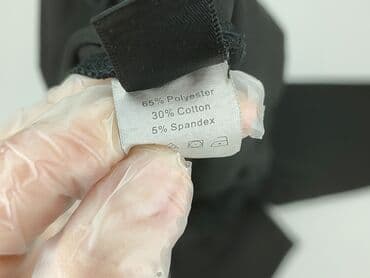 65% Polyester
30% Cotton
5% Spandex